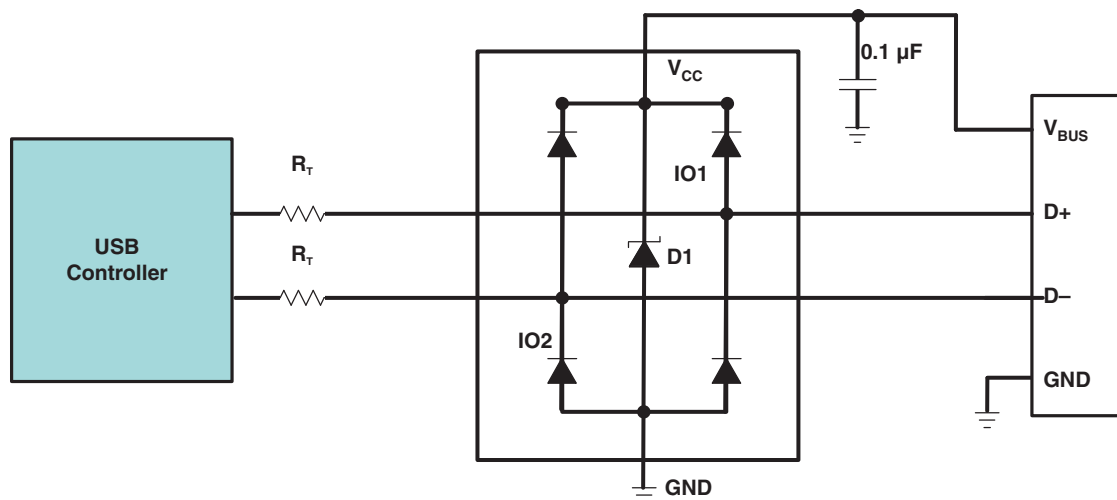 0.1 µF
V_CC
V_BUS
R_T
IO1
D+
USB
Controller
D1
R_T
D–
IO2
GND
GND